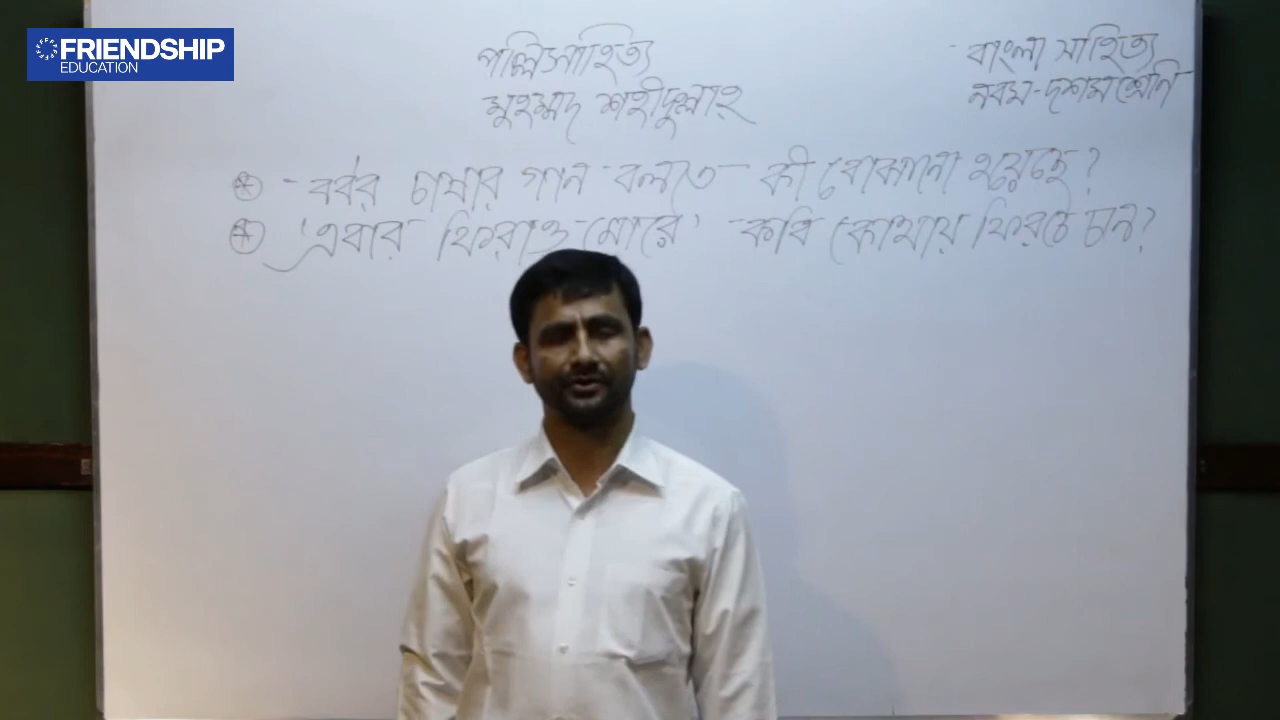 FRIENDSHIP
EDUCATION
পল্লিসাহিত্য
মুহম্মদ শহীদুল্লাহ্
বাংলা সাহিত্য
নবম-দশম শ্রেণি
- বর্বর চাষার গান বলতে কী বোঝানো হয়েছে?
'এবার ফিরাও মোরে' কবি কোথায় ফিরতে চান?